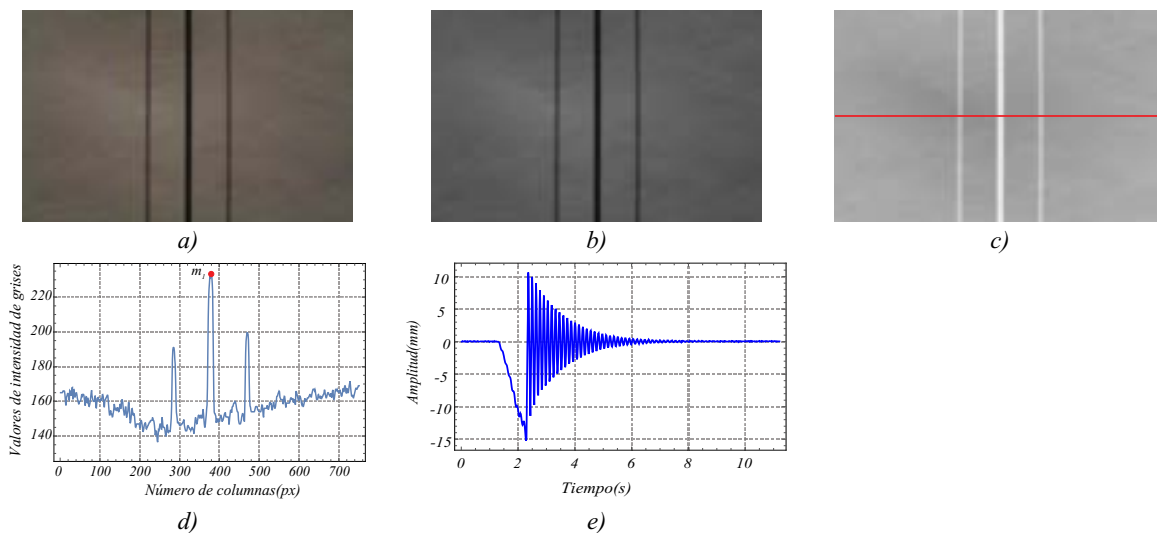 a)
b)
c)
Valores de intensidad de grises
220
200
180
160
140
m₁
0
100
200
300
400
500
600
700
Número de columnas(px)
d)
Amplitud(mm)
10
5
0
-5
-10
-15
0
2
4
6
8
10
Tiempo(s)
e)